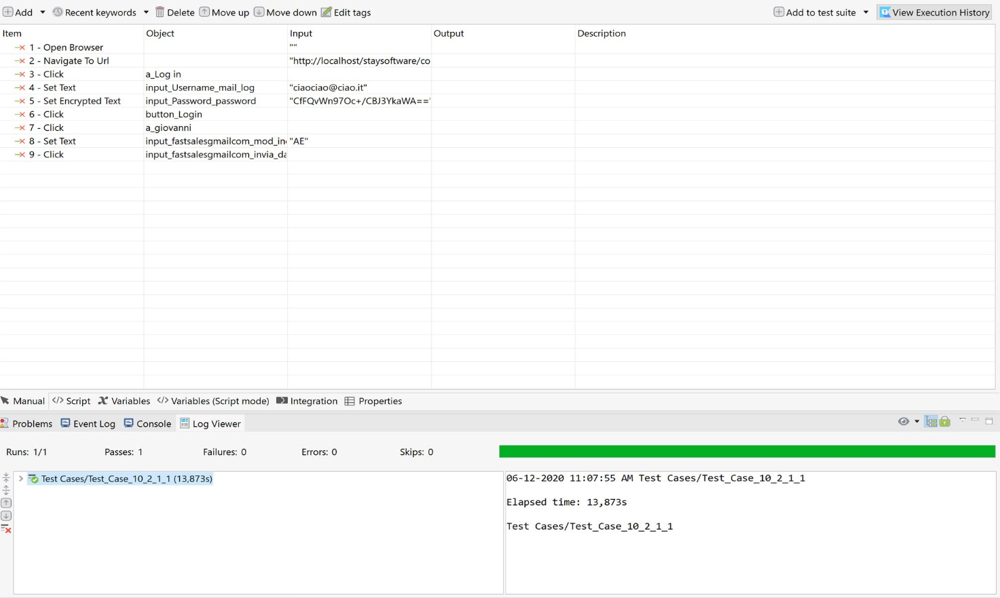 Add Recent keywords Delete Move up Move down Edit tags Add to test suite View Execution History
Item Object Input Output Description
1 - Open Browser ""
2 - Navigate To Url "http://localhost/staysoftware/co
3 - Click a_Log in
4 - Set Text input_Username_mail_log "ciaociao@ciao.it"
5 - Set Encrypted Text input_Password_password "CfFQvWn97Oc+/CBJ3YkaWA=="
6 - Click button_Login
7 - Click a_giovanni
8 - Set Text input_fastsalesgmailcom_mod_in "AE"
9 - Click input_fastsalesgmailcom_invia_da
Manual Script Variables Variables (Script mode) Integration Properties
Problems Event Log Console Log Viewer
Runs: 1/1 Passes: 1 Failures: 0 Errors: 0 Skips: 0
Test Cases/Test_Case_10_2_1_1 (13,873s)
06-12-2020 11:07:55 AM Test Cases/Test_Case_10_2_1_1
Elapsed time: 13,873s
Test Cases/Test_Case_10_2_1_1